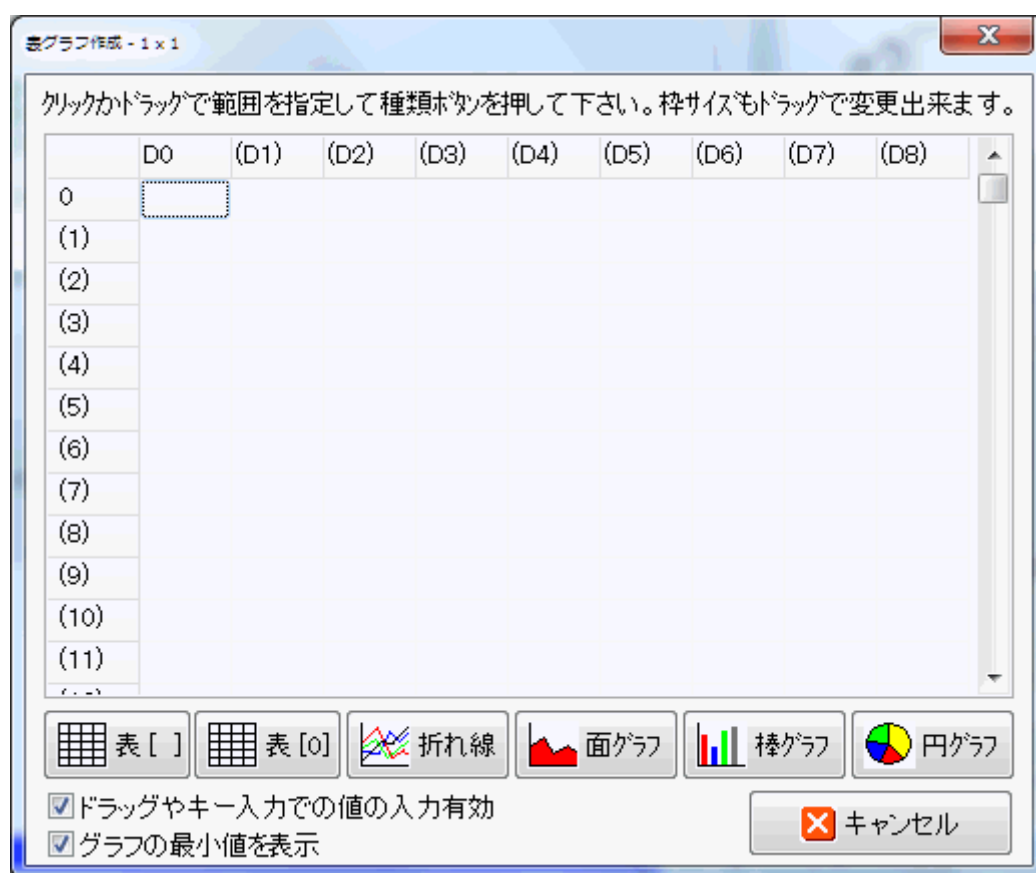 表グラフ作成 - 1 x 1
クリックかドラッグで範囲を指定して種類ボタンを押して下さい。枠サイズもドラッグで変更出来ます。
D0 (D1) (D2) (D3) (D4) (D5) (D6) (D7) (D8)
0
(1)
(2)
(3)
(4)
(5)
(6)
(7)
(8)
(9)
(10)
(11)
表 [ ] 表 [0] 折れ線 面グラフ 棒グラフ 円グラフ
ドラッグやキー入力での値の入力有効
キャンセル
グラフの最小値を表示